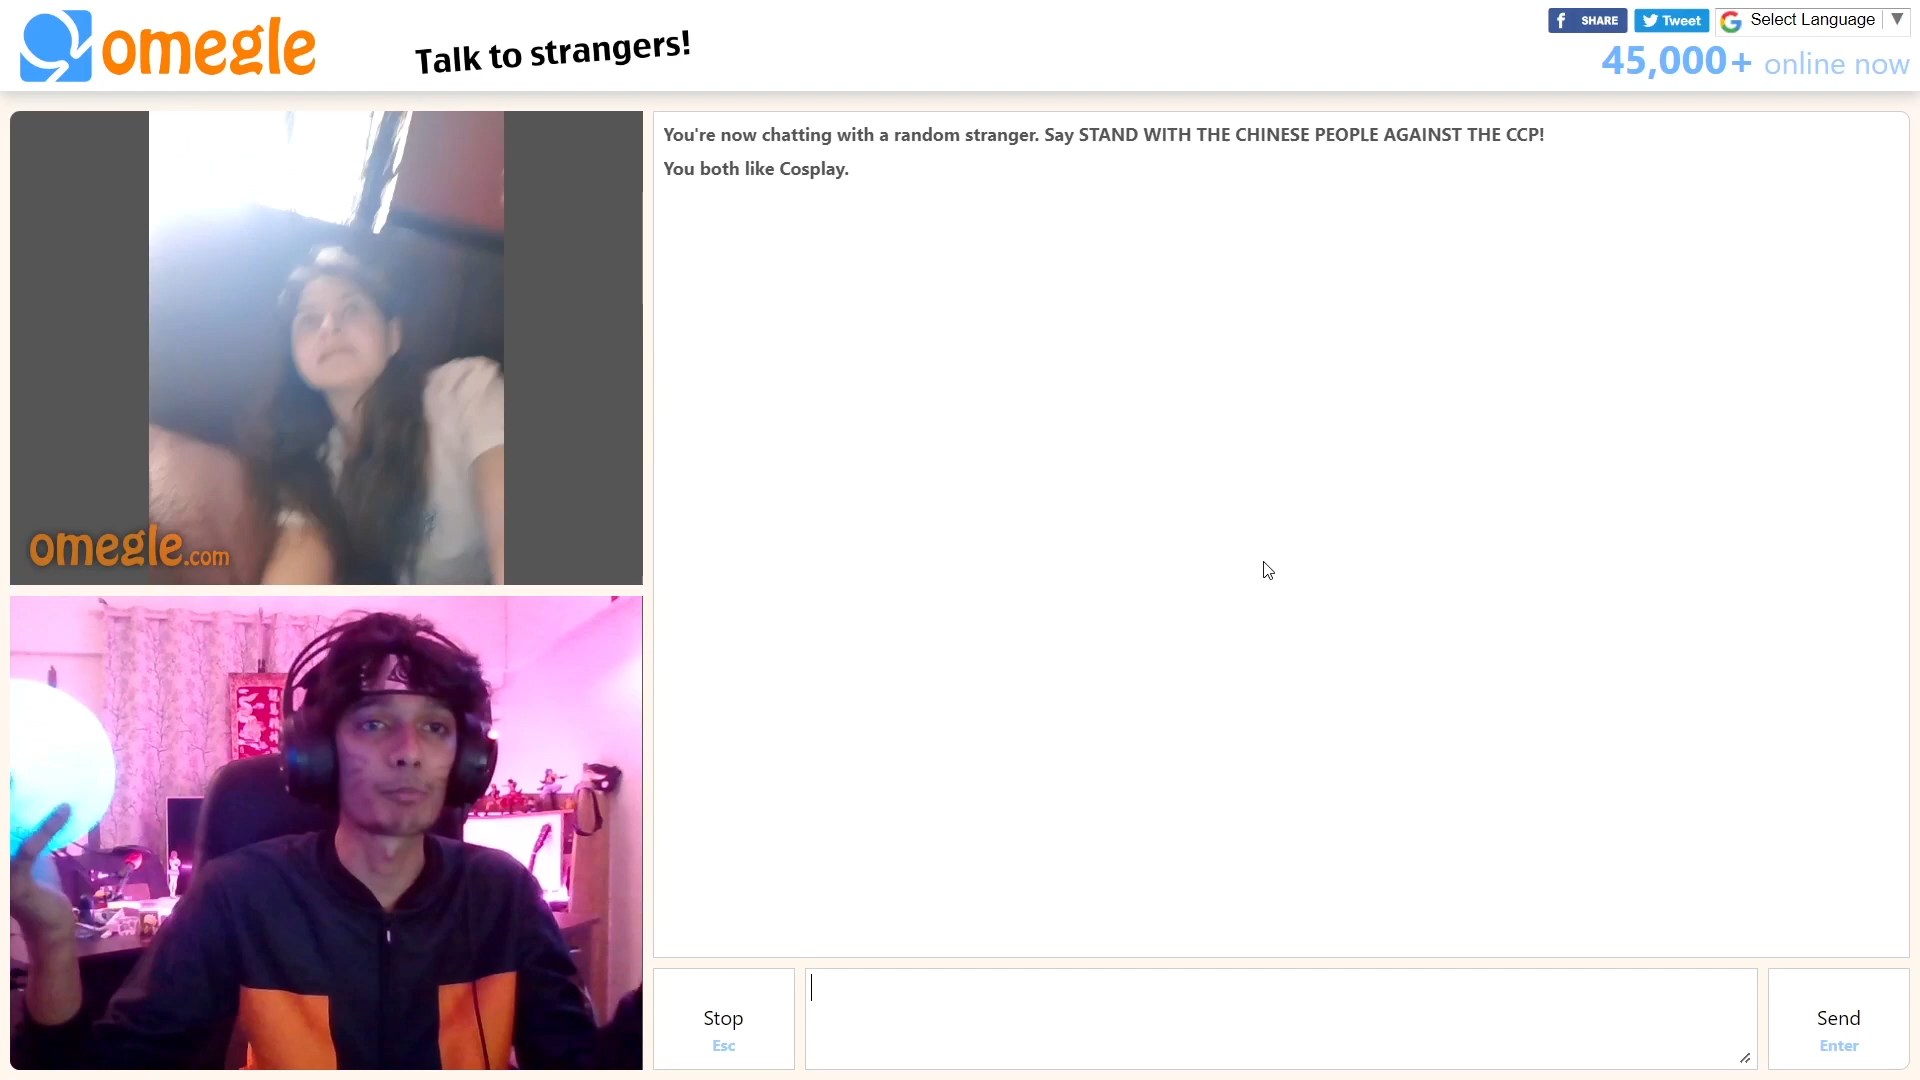 omegle
Talk to strangers!
f SHARE
Tweet
Select Language
45,000+ online now
You're now chatting with a random stranger. Say STAND WITH THE CHINESE PEOPLE AGAINST THE CCP!
You both like Cosplay.
omegle.com
Stop
Esc
Send
Enter